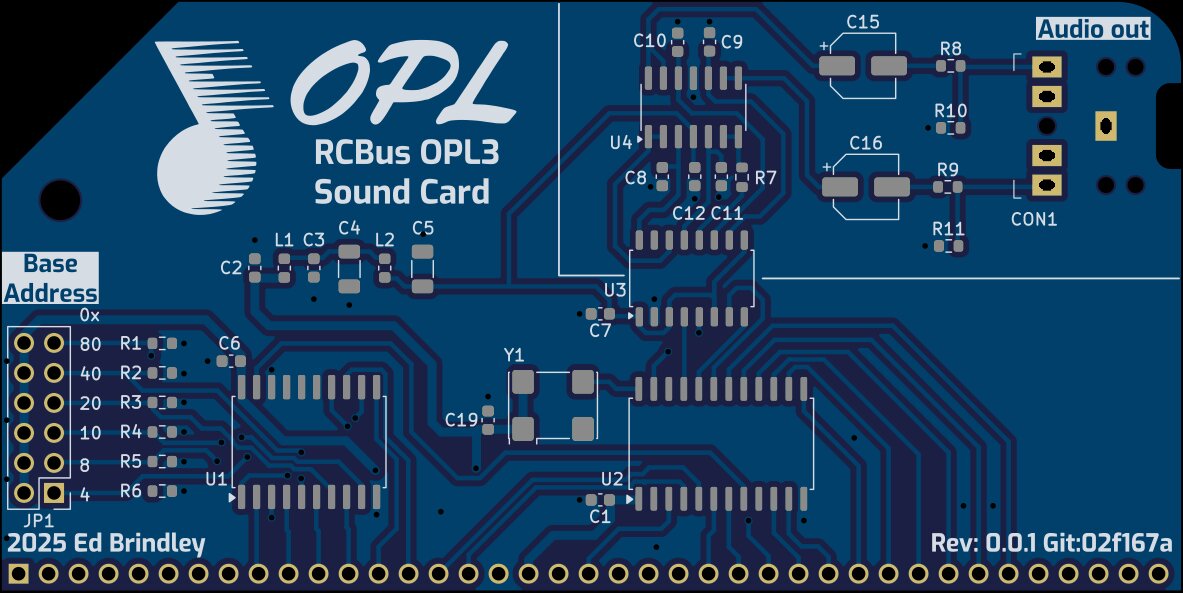 OPL
RCBus OPL3
Sound Card
Audio out
C15
+
R8
C10
C9
R10
U4
C16
+
R9
C8
R7
CON1
C12 C11
R11
C4
C5
L1
C3
L2
C2
Base
Address
U3
0x
C7
80
R1
C6
Y1
40
R2
20
R3
10
R4
C19
8
R5
U1
U2
4
R6
C1
JP1
2025 Ed Brindley
Rev: 0.0.1 Git:02f167a